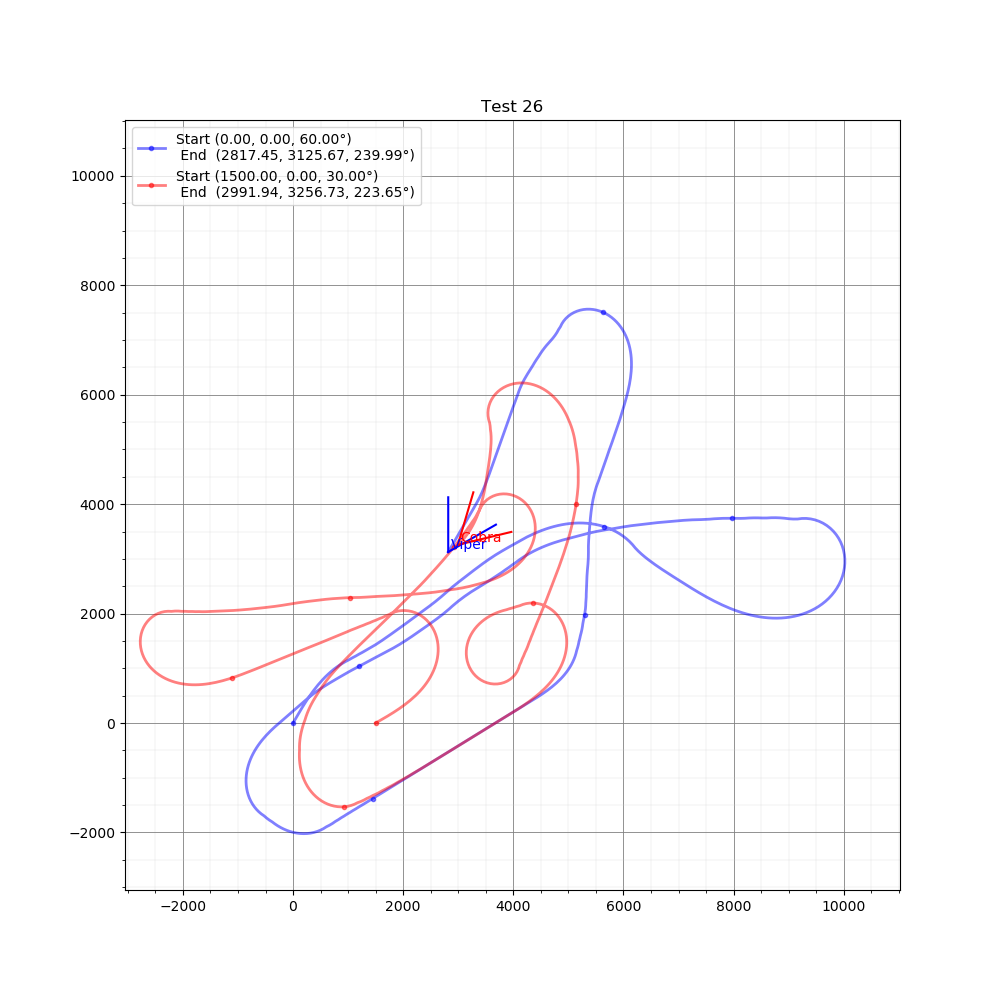 Test 26
Start (0.00, 0.00, 60.00°)
End (2817.45, 3125.67, 239.99°)
Start (1500.00, 0.00, 30.00°)
End (2991.94, 3256.73, 223.65°)
10000
8000
6000
4000
2000
0
−2000
Cobra
Viper
−2000 0 2000 4000 6000 8000 10000